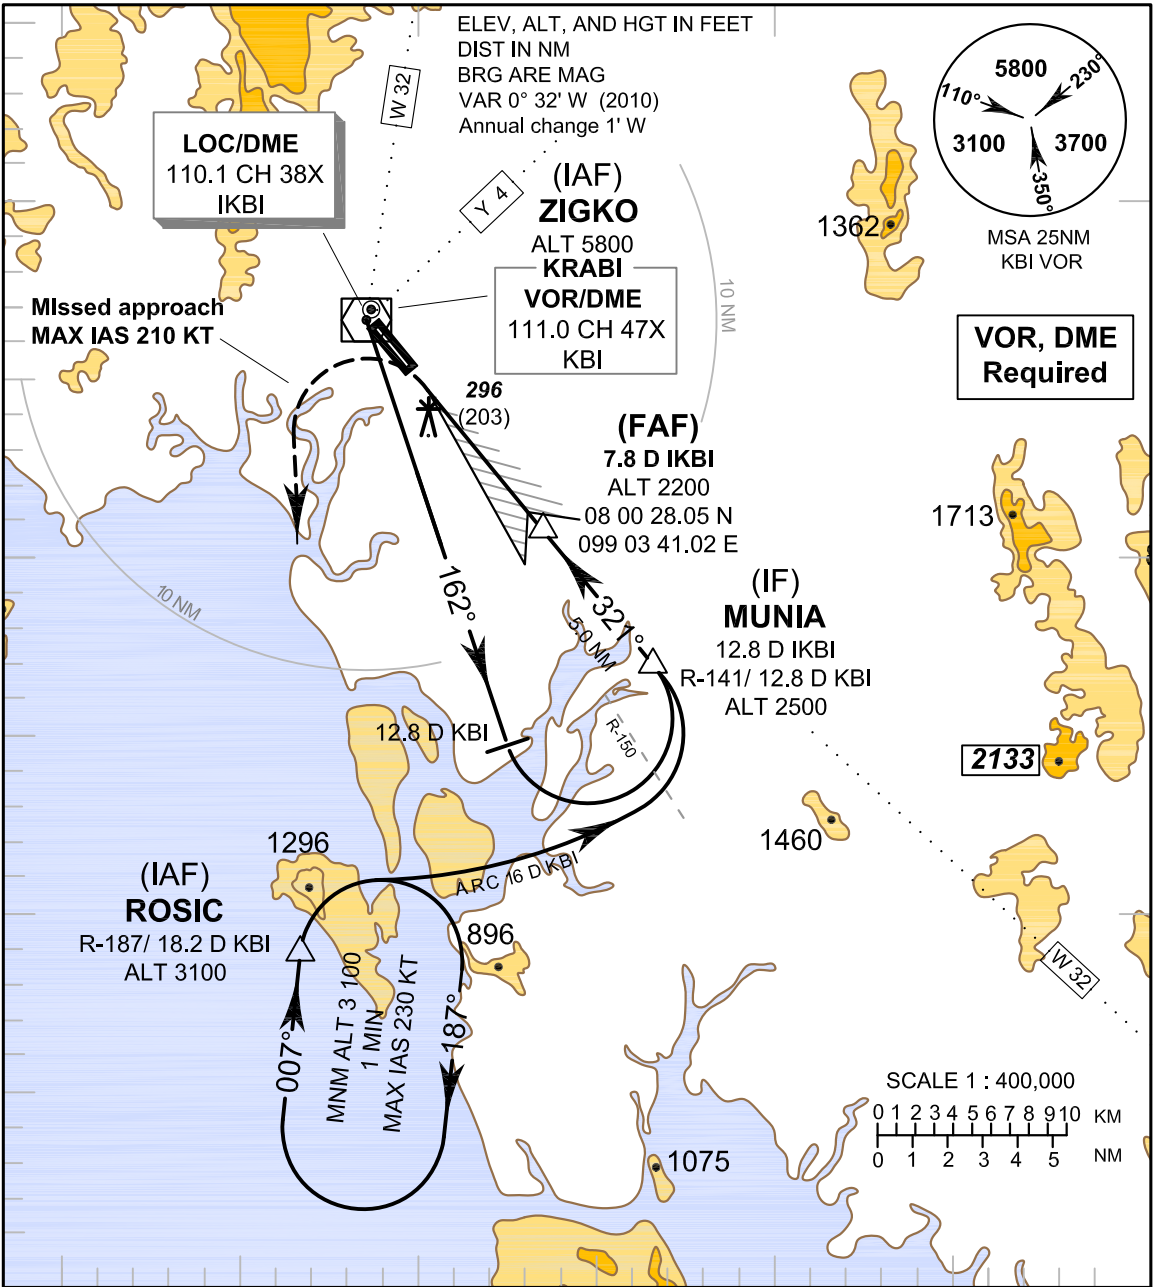 ELEV, ALT, AND HGT IN FEET
DIST IN NM
BRG ARE MAG
VAR 0° 32' W (2010)
Annual change 1' W
W 32
Y 4
LOC/DME
110.1 CH 38X
IKBI
(IAF)
ZIGKO
ALT 5800
KRABI
VOR/DME
111.0 CH 47X
KBI
5800
110°
230°
3100
3700
350°
MSA 25NM
KBI VOR
1362
10 NM
MIssed approach
MAX IAS 210 KT
VOR, DME
Required
296
(203)
(FAF)
7.8 D IKBI
ALT 2200
08 00 28.05 N
099 03 41.02 E
1713
10 NM
162°
321°
5.0 NM
(IF)
MUNIA
12.8 D IKBI
R-141/ 12.8 D KBI
ALT 2500
12.8 D KBI
R-150
2133
1460
1296
ARC 16 D KBI
(IAF)
ROSIC
R-187/ 18.2 D KBI
ALT 3100
896
W 32
007°
MNM ALT 3 100
1 MIN
MAX IAS 230 KT
187°
SCALE 1 : 400,000
0 1 2 3 4 5 6 7 8 9 10 KM
0 1 2 3 4 5 NM
1075